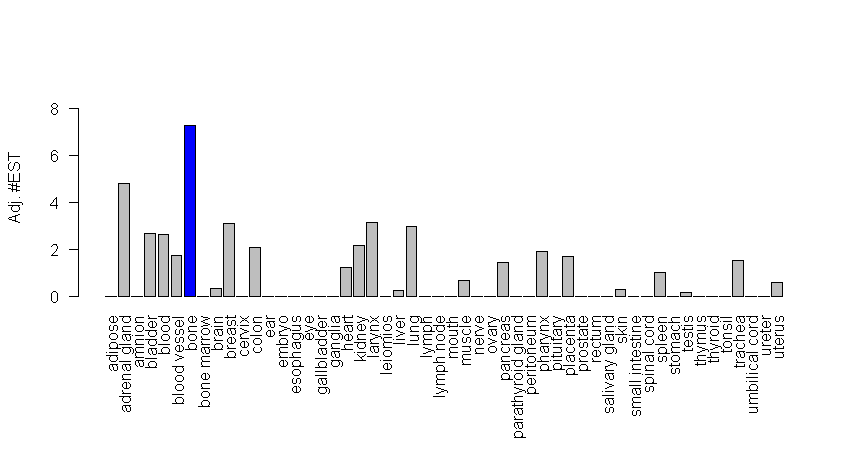 Adj. #EST
8
6
4
2
0
adipose
adrenal gland
amnion
bladder
blood
blood vessel
bone
bone marrow
brain
breast
cervix
colon
ear
embryo
esophagus
eye
gallbladder
ganglia
heart
kidney
larynx
leiomios
liver
lung
lymph
lymph node
mouth
muscle
nerve
ovary
pancreas
parathyroid gland
peritoneum
pharynx
pituitary
placenta
prostate
rectum
salivary gland
skin
small intestine
spinal cord
spleen
stomach
testis
thymus
thyroid
tonsil
trachea
umbilical cord
ureter
uterus